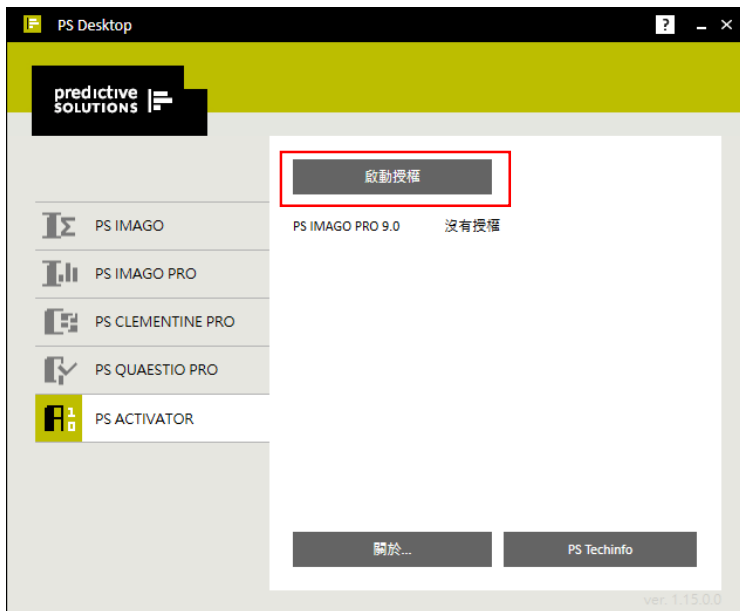 PS Desktop
?
predictive
SOLUTIONS
啟動授權
PS IMAGO PRO 9.0 沒有授權
PS IMAGO
PS IMAGO PRO
PS CLEMENTINE PRO
PS QUAESTIO PRO
PS ACTIVATOR
關於...
PS Techinfo
ver. 1.15.0.0